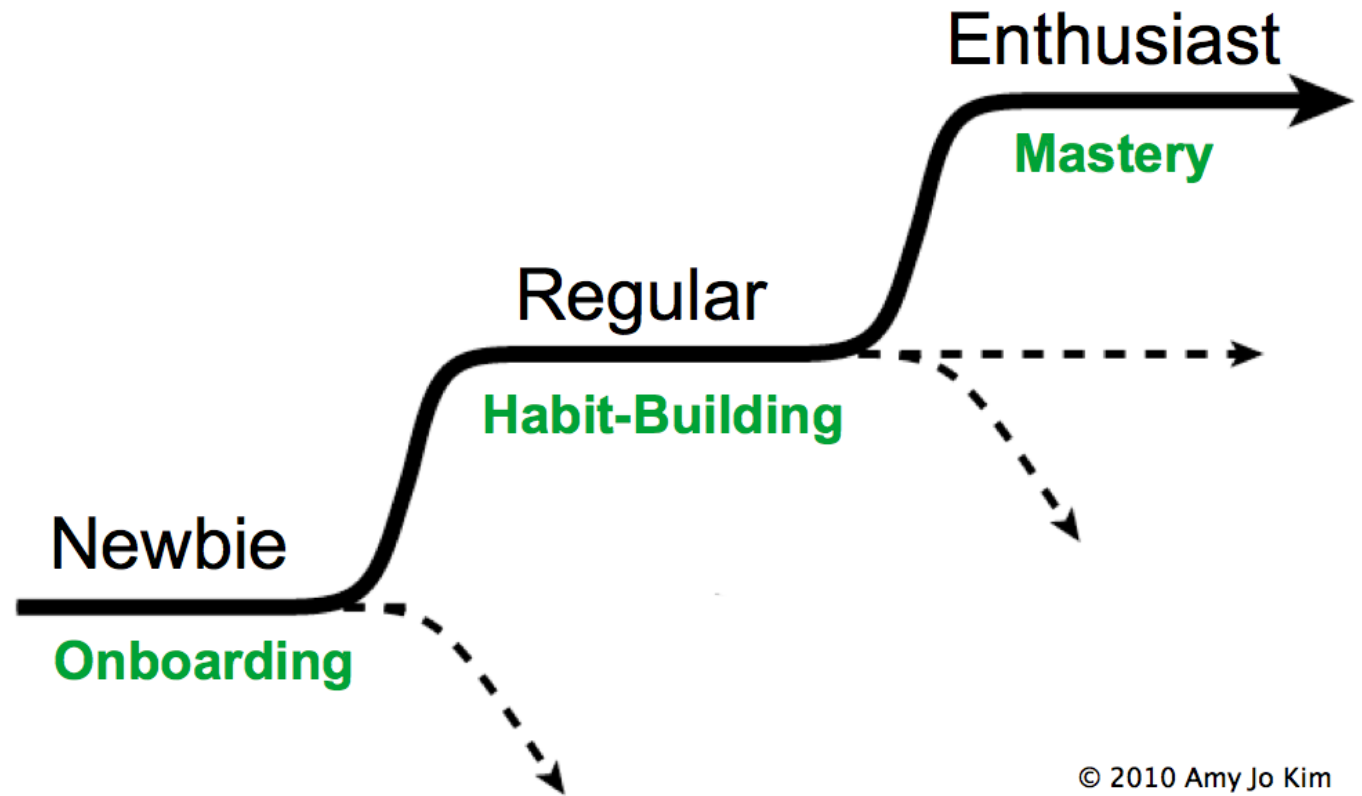 Enthusiast
Mastery
Regular
Habit-Building
Newbie
Onboarding
© 2010 Amy Jo Kim